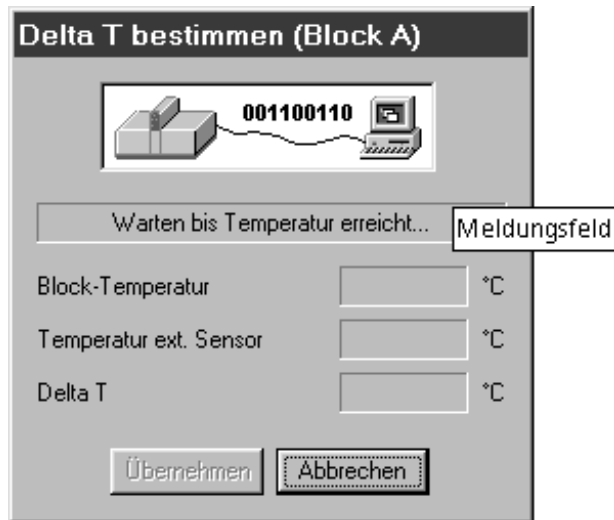 Delta T bestimmen (Block A)
001100110
Warten bis Temperatur erreicht...
Meldungsfeld
Block-Temperatur °C
Temperatur ext. Sensor °C
Delta T °C
Übernehmen Abbrechen